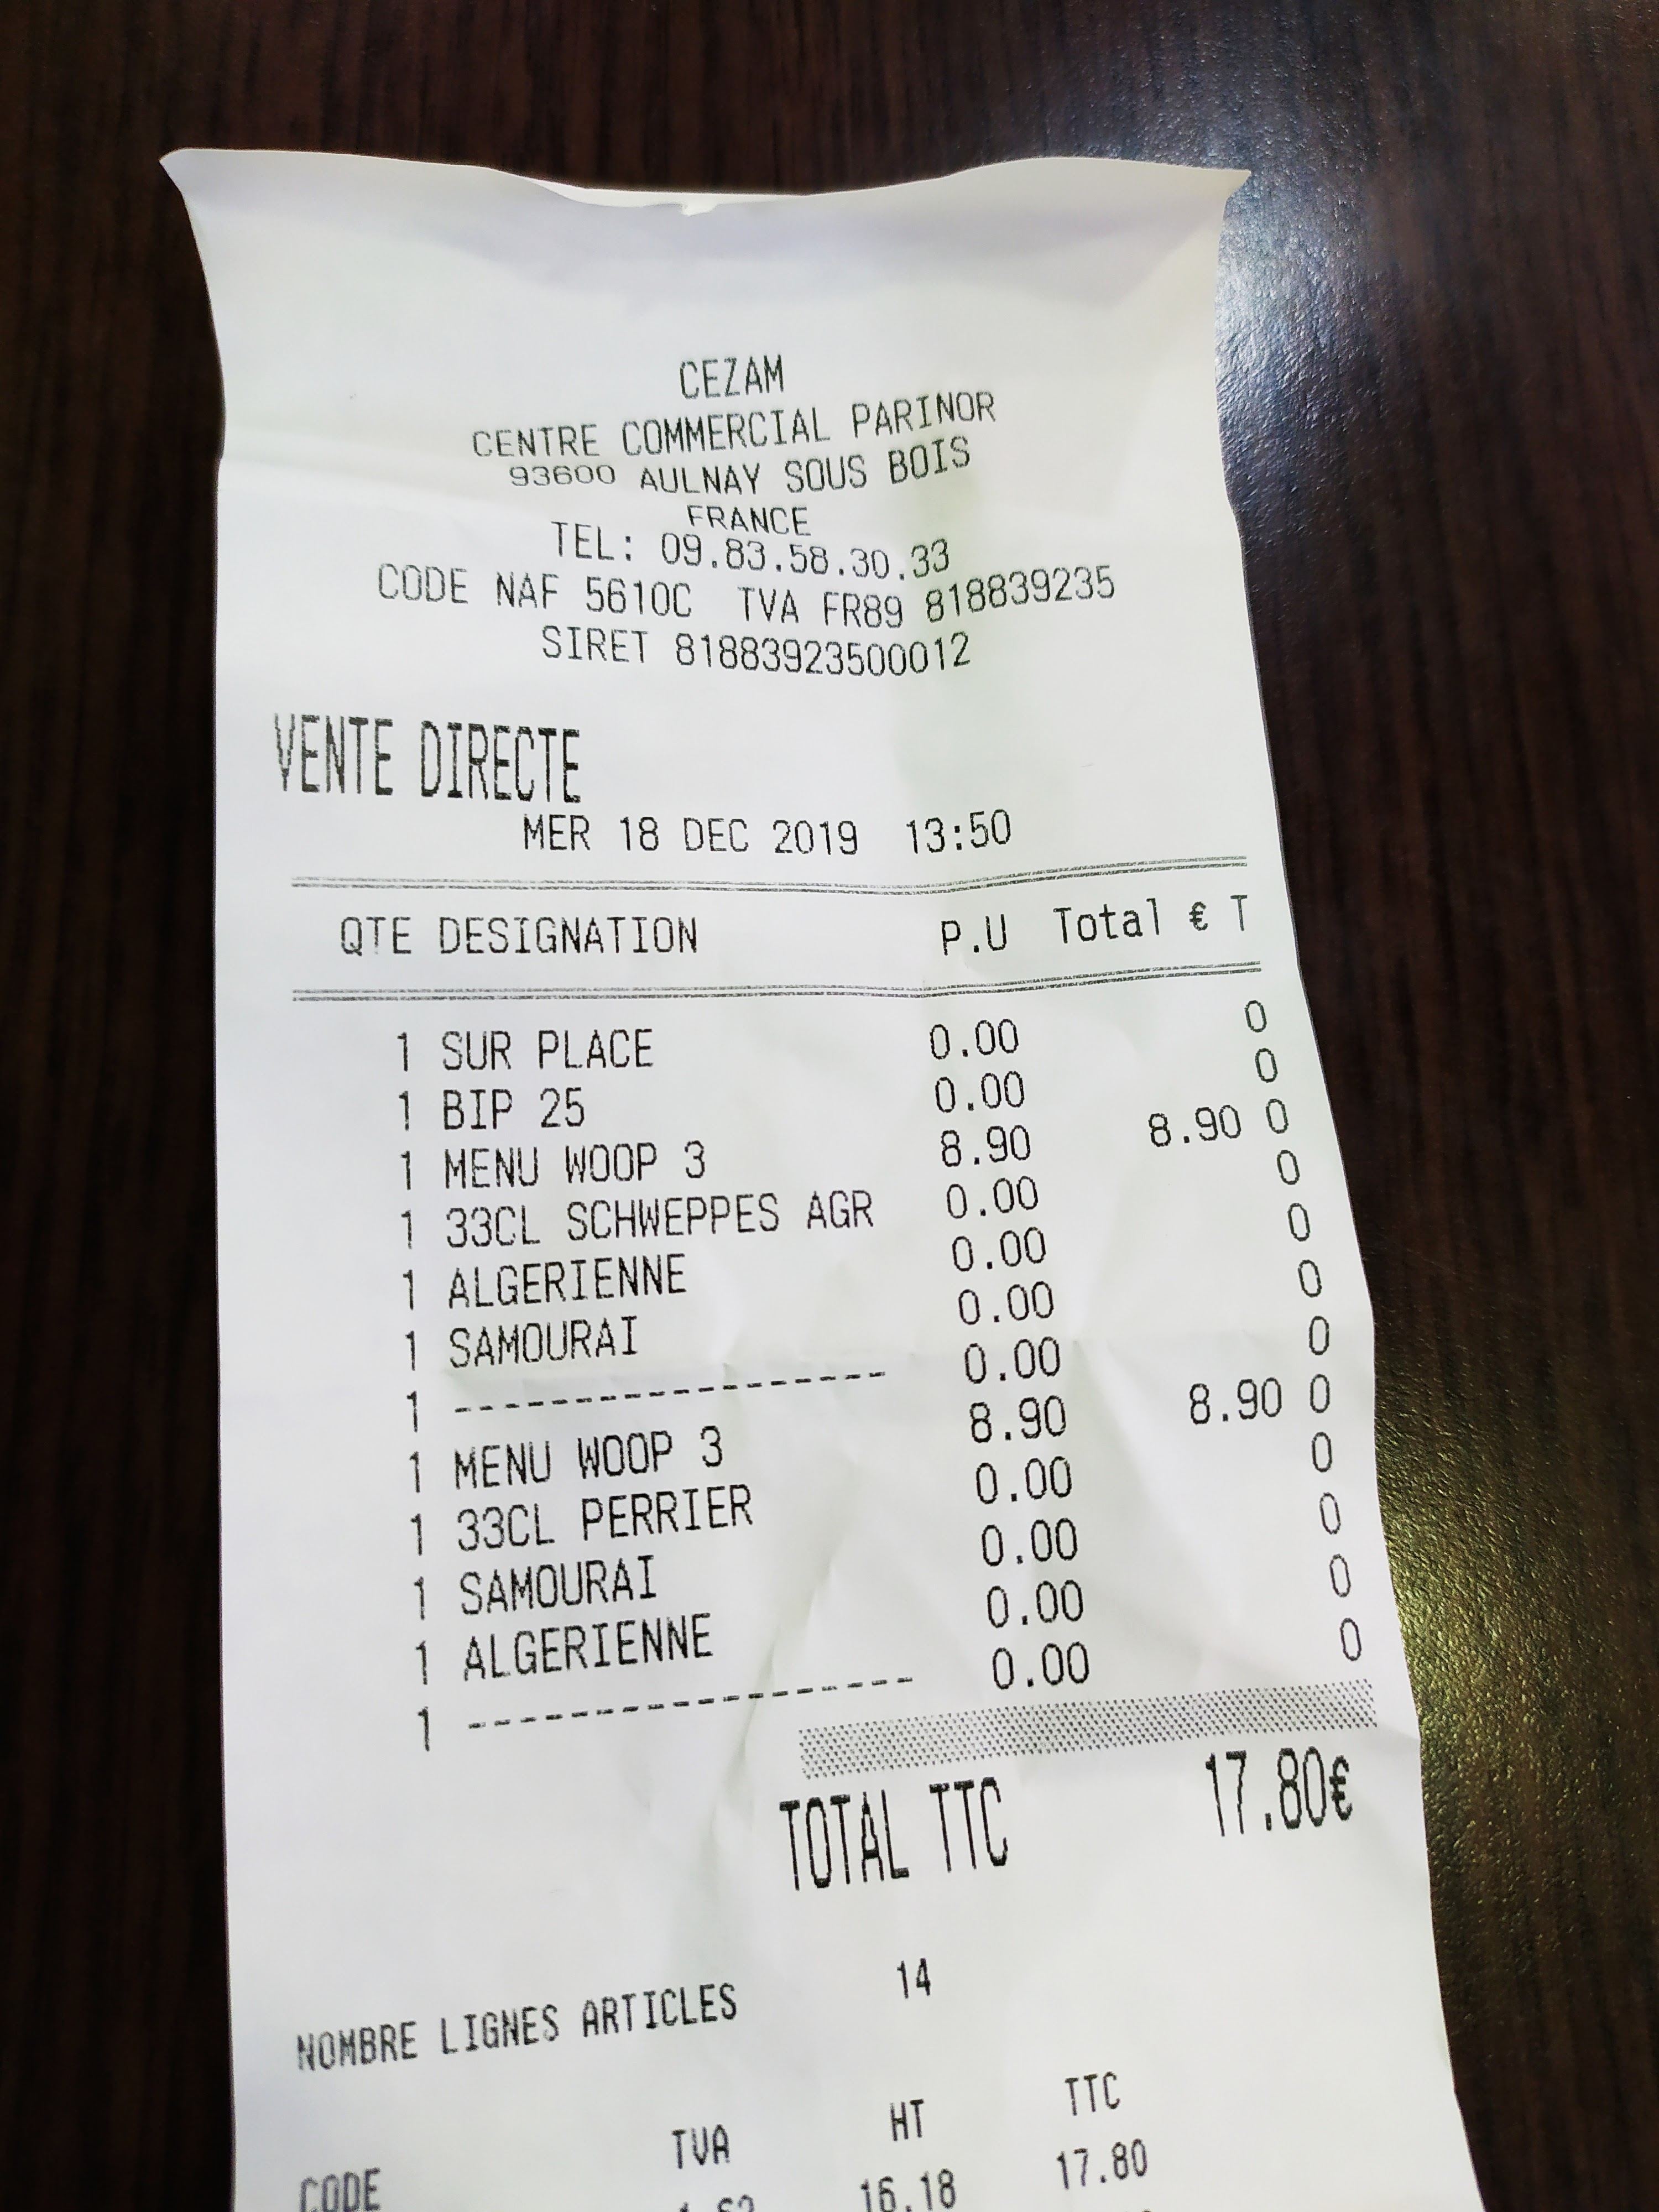 CEZAM
CENTRE COMMERCIAL PARINOR
93600 AULNAY SOUS BOIS
FRANCE
TEL: 09.83.58.30.33
CODE NAF 5610C TVA FR89 818839235
SIRET 81883923500012
VENTE DIRECTE
MER 18 DEC 2019 13:50
QTE DESIGNATION P.U Total € T
1 SUR PLACE 0.00 0
1 BIP 25 0.00 0
1 MENU WOOP 3 8.90 8.90 0
1 33CL SCHWEPPES AGR 0.00 0
1 ALGERIENNE 0.00 0
1 SAMOURAI 0.00 0
1 ------------------ 0.00 0
1 MENU WOOP 3 8.90 8.90 0
1 33CL PERRIER 0.00 0
1 SAMOURAI 0.00 0
1 ALGERIENNE 0.00 0
1 ------------------ 0.00 0
TOTAL TTC 17.80€
NOMBRE LIGNES ARTICLES 14
CODE TVA HT TTC
16.18 17.80